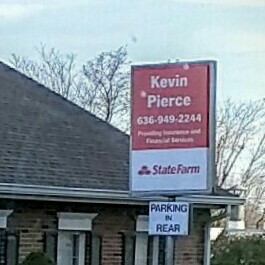 Kevin
Pierce
636-949-2244
Providing Insurance and
Financial Services
StateFarm
PARKING
IN
REAR